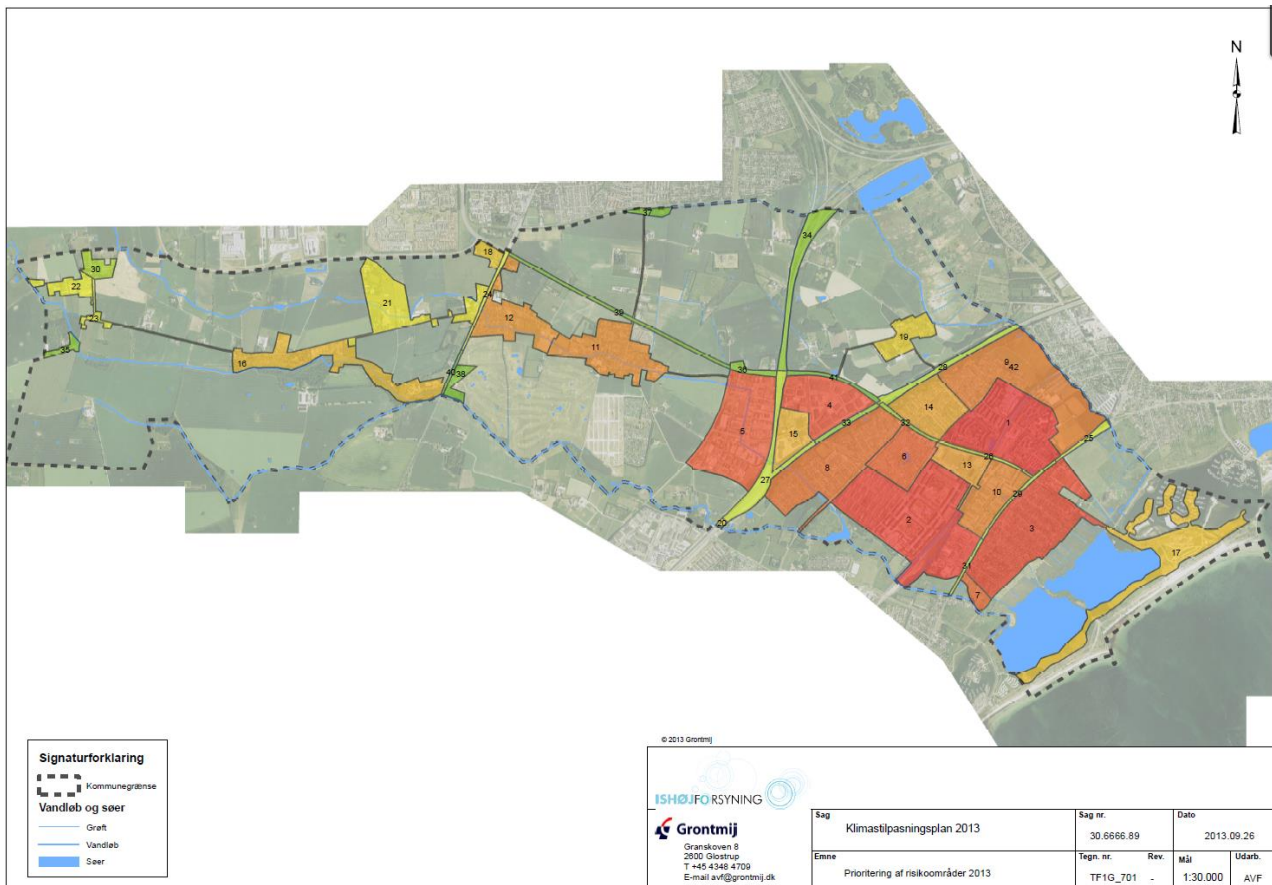 N
37
34
18
30
22
21
24
23
39
12
19
11
35
16
36
41
28
9
42
40
38
4
14
33
32
1
5
15
25
6
26
8
13
27
10
29
2
20
3
17
31
7
© 2013 Grontmij
Signaturforklaring
Kommunegrænse
Vandløb og søer
Grøft
Vandløb
Søer
ISHØJFORSYNING
Grontmij
Granskoven 8
2600 Glostrup
T +45 4348 4709
E-mail avf@grontmij.dk
Sag
Klimastilpasningsplan 2013
Sag nr.
30.6666.89
Dato
2013.09.26
Emne
Prioritering af risikoområder 2013
Tegn. nr.
TF1G_701
Rev.
-
Mål
1:30.000
Udarb.
AVF